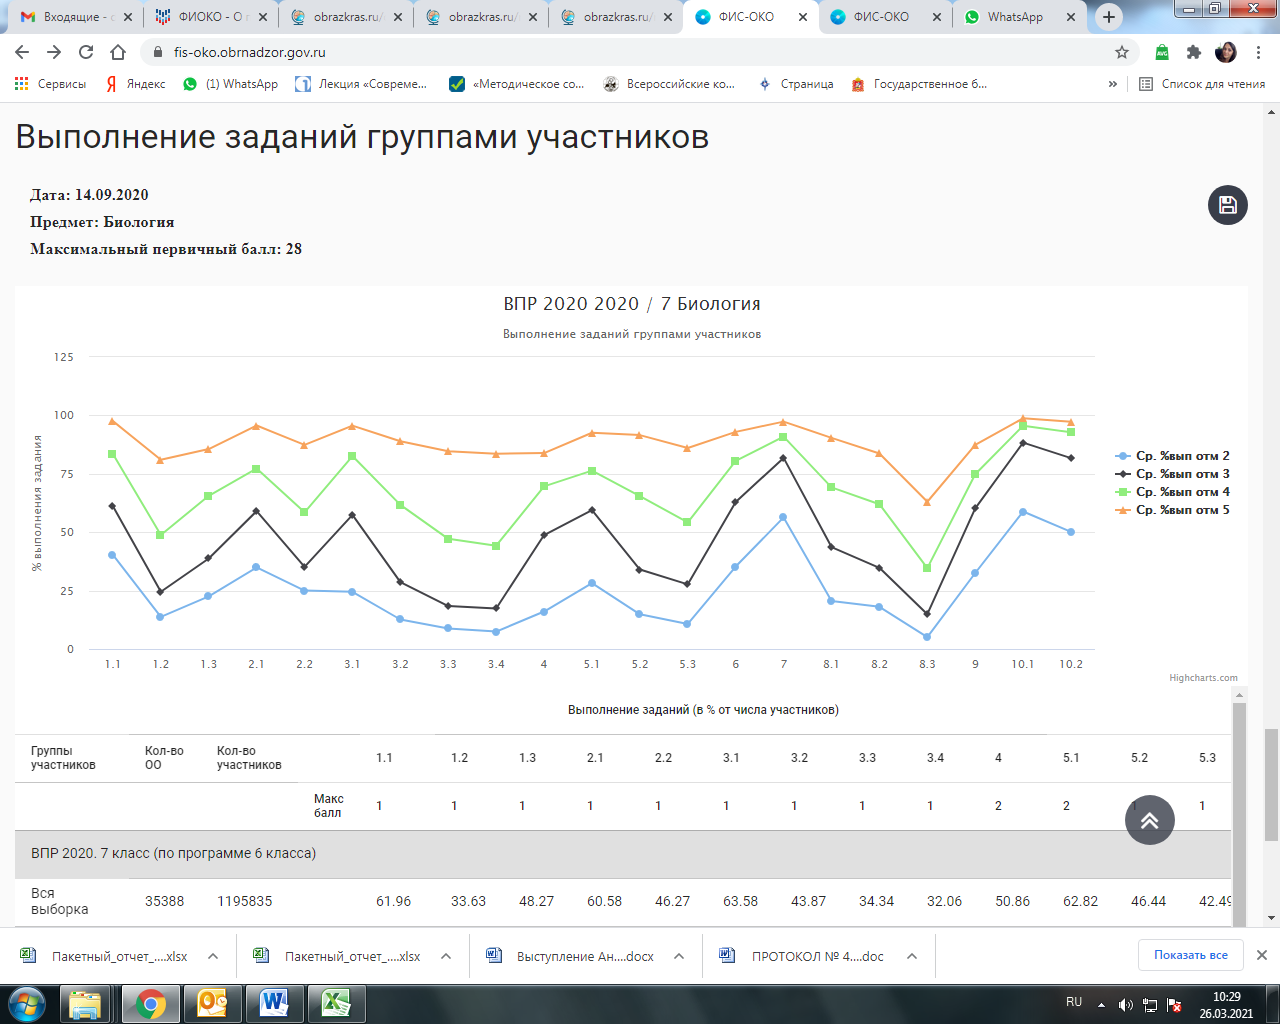 Входящие - c
ФИОКО - О г
obrazkras.ru/
obrazkras.ru/
obrazkras.ru/
ФИС-ОКО
ФИС-ОКО
WhatsApp
fis-oko.obrnadzor.gov.ru
Сервисы
Яндекс
(1) WhatsApp
Лекция «Совреме...
«Методическое со...
Всероссийские ко...
Страница
Государственное б...
»
Список для чтения
Выполнение заданий группами участников
Дата: 14.09.2020
Предмет: Биология
Максимальный первичный балл: 28
ВПР 2020 2020 / 7 Биология
Выполнение заданий группами участников
% выполнения задания
125
100
75
50
25
0
1.1 1.2 1.3 2.1 2.2 3.1 3.2 3.3 3.4 4 5.1 5.2 5.3 6 7 8.1 8.2 8.3 9 10.1 10.2
Ср. %вып отм 2
Ср. %вып отм 3
Ср. %вып отм 4
Ср. %вып отм 5
Highcharts.com
Выполнение заданий (в % от числа участников)
Группы участников Кол-во ОО Кол-во участников 1.1 1.2 1.3 2.1 2.2 3.1 3.2 3.3 3.4 4 5.1 5.2 5.3
Макс балл 1 1 1 1 1 1 1 1 1 2 2 1 1
ВПР 2020. 7 класс (по программе 6 класса)
Вся выборка 35388 1195835 61.96 33.63 48.27 60.58 46.27 63.58 43.87 34.34 32.06 50.86 62.82 46.44 42.49
Пакетный_отчет_....xlsx
Пакетный_отчет_....xlsx
Выступление Ан....docx
ПРОТОКОЛ № 4....doc
Показать все
RU
10:29
26.03.2021